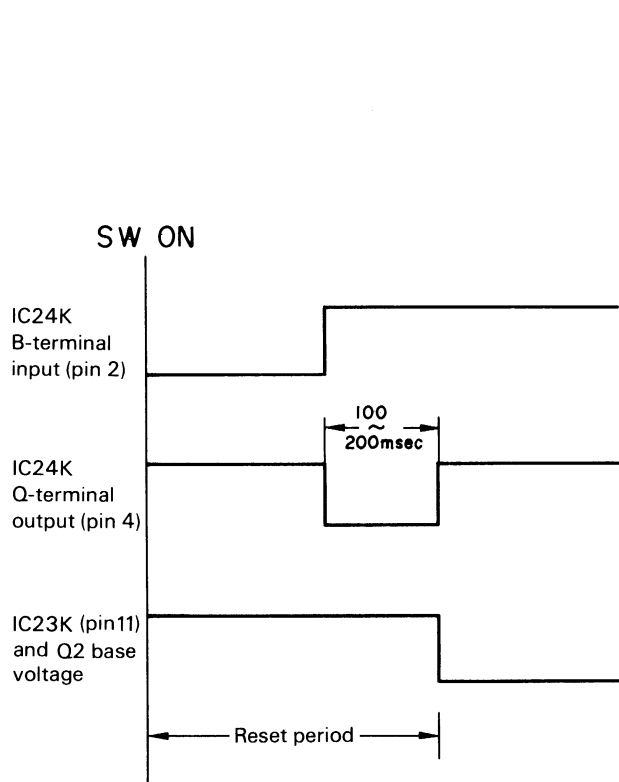 SW ON
IC24K
B-terminal
input (pin 2)
100
~
200msec
IC24K
Q-terminal
output (pin 4)
IC23K (pin11)
and Q2 base
voltage
Reset period